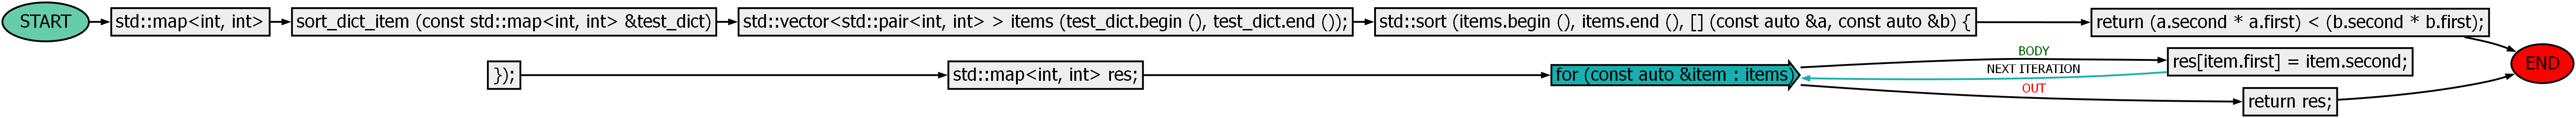 START
std::map<int, int>
sort_dict_item (const std::map<int, int> &test_dict)
std::vector<std::pair<int, int> > items (test_dict.begin (), test_dict.end ());
std::sort (items.begin (), items.end (), [] (const auto &a, const auto &b) {
return (a.second * a.first) < (b.second * b.first);
END
});
std::map<int, int> res;
for (const auto &item : items)
BODY
NEXT ITERATION
OUT
res[item.first] = item.second;
return res;